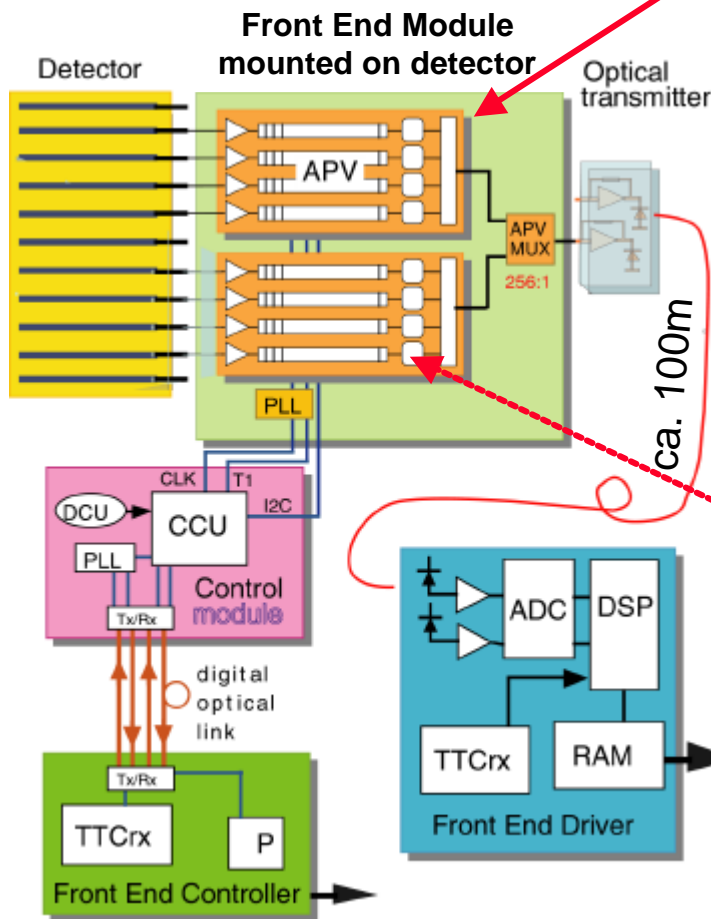 Front End Module
mounted on detector
Detector
Optical
transmitter
APV
APV
MUX
256:1
PLL
ca. 100m
CLK
T1
I2C
DCU
CCU
PLL
Control
module
Tx/Rx
digital
optical
link
Tx/Rx
TTCrx
P
Front End Controller
ADC
DSP
TTCrx
RAM
Front End Driver